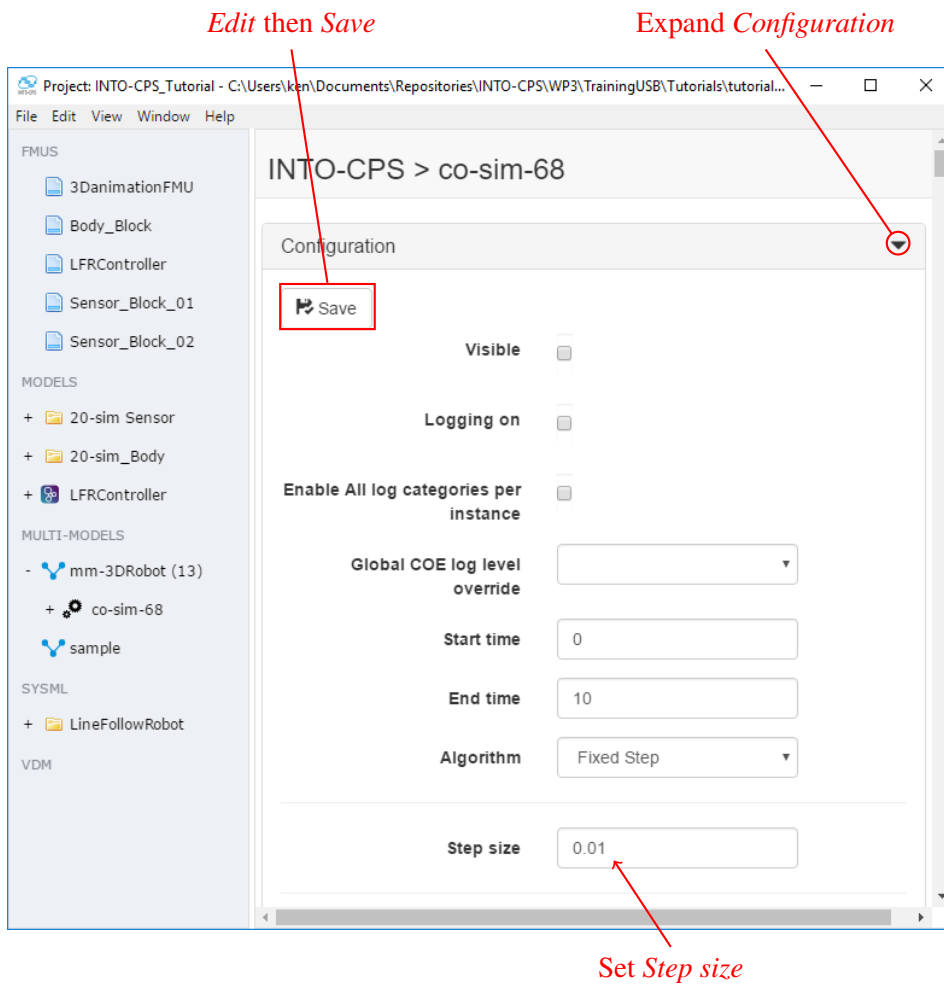 Edit then Save
Expand Configuration
Project: INTO-CPS_Tutorial - C:\Users\ken\Documents\Repositories\INTO-CPS\WP3\TrainingUSB\Tutorials\tutorial...
File Edit View Window Help
FMUS
3DanimationFMU
Body_Block
LFRController
Sensor_Block_01
Sensor_Block_02
MODELS
+ 20-sim Sensor
+ 20-sim_Body
+ LFRController
MULTI-MODELS
- mm-3DRobot (13)
+ co-sim-68
sample
SYSML
+ LineFollowRobot
VDM
INTO-CPS > co-sim-68
Configuration
Save
Visible
Logging on
Enable All log categories per
instance
Global COE log level
override
Start time 0
End time 10
Algorithm Fixed Step
Step size 0.01
Set Step size